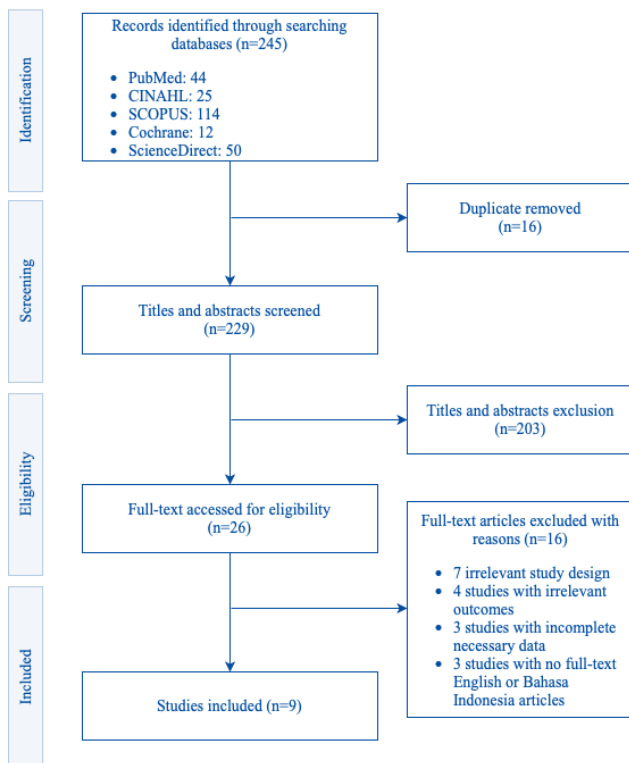 Identification
Records identified through searching
databases (n=245)
• PubMed: 44
• CINAHL: 25
• SCOPUS: 114
• Cochrane: 12
• ScienceDirect: 50
Screening
Duplicate removed
(n=16)
Titles and abstracts screened
(n=229)
Titles and abstracts exclusion
(n=203)
Eligibility
Full-text accessed for eligibility
(n=26)
Full-text articles excluded with
reasons (n=16)
• 7 irrelevant study design
• 4 studies with irrelevant
outcomes
• 3 studies with incomplete
necessary data
• 3 studies with no full-text
English or Bahasa
Indonesia articles
Included
Studies included (n=9)